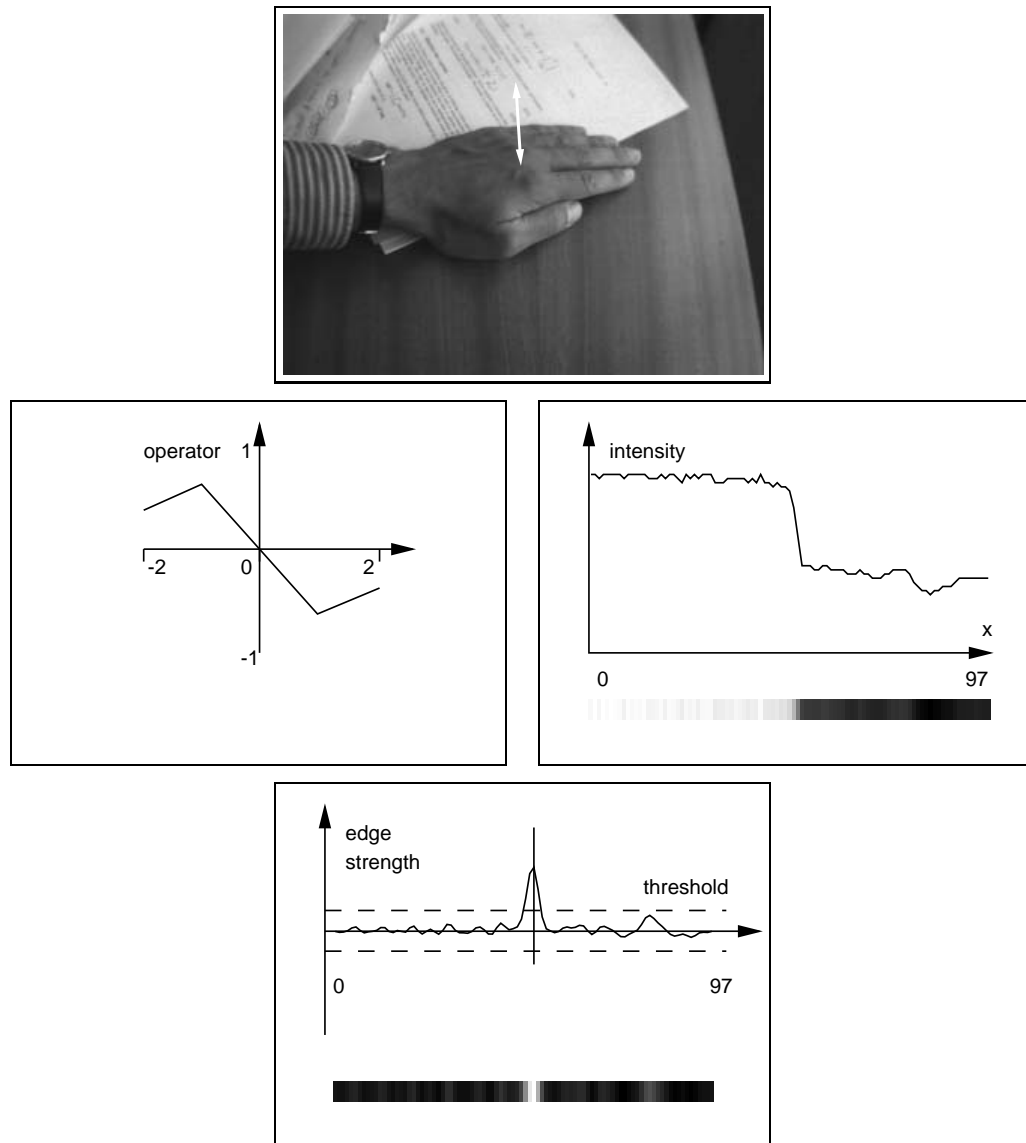 operator
1
-2
0
2
-1
intensity
x
0
97
edge
strength
threshold
0
97